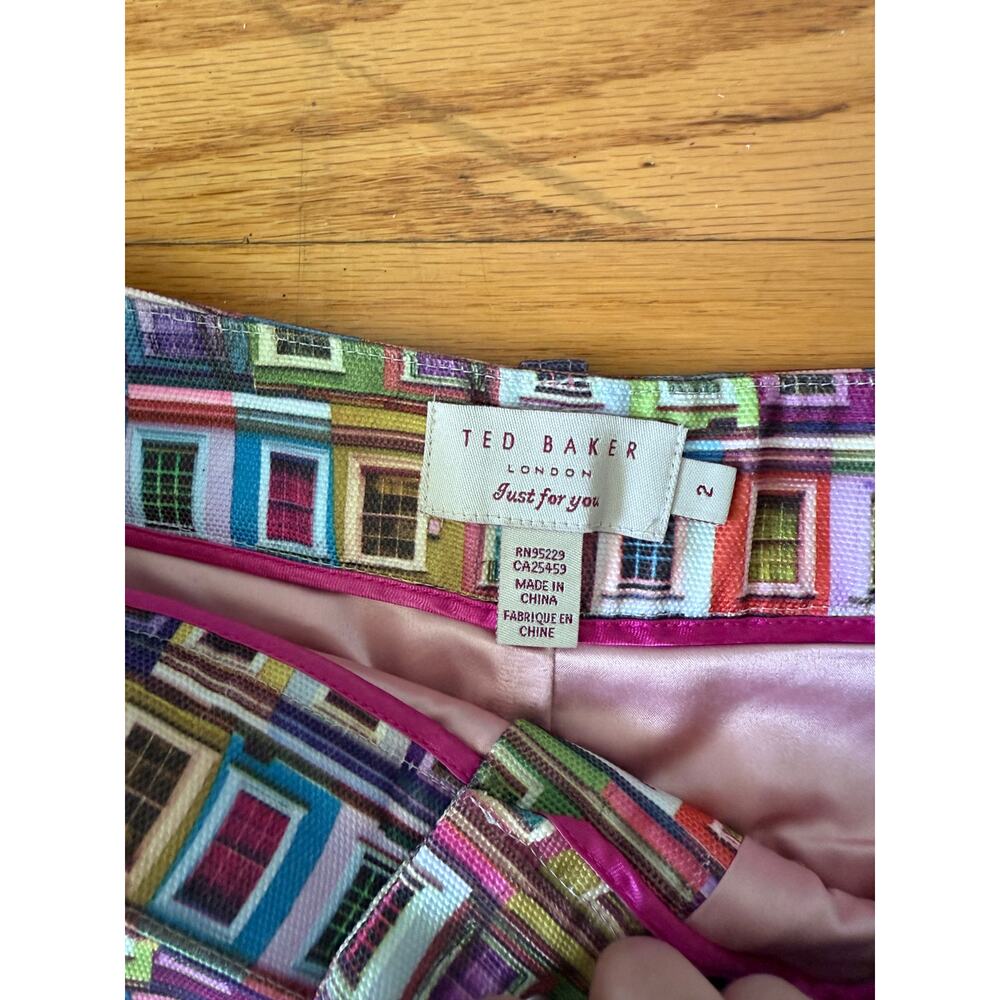 TED BAKER
LONDON
Just for you
2
RN95229
CA25459
MADE IN
CHINA
FABRIQUE EN
CHINE